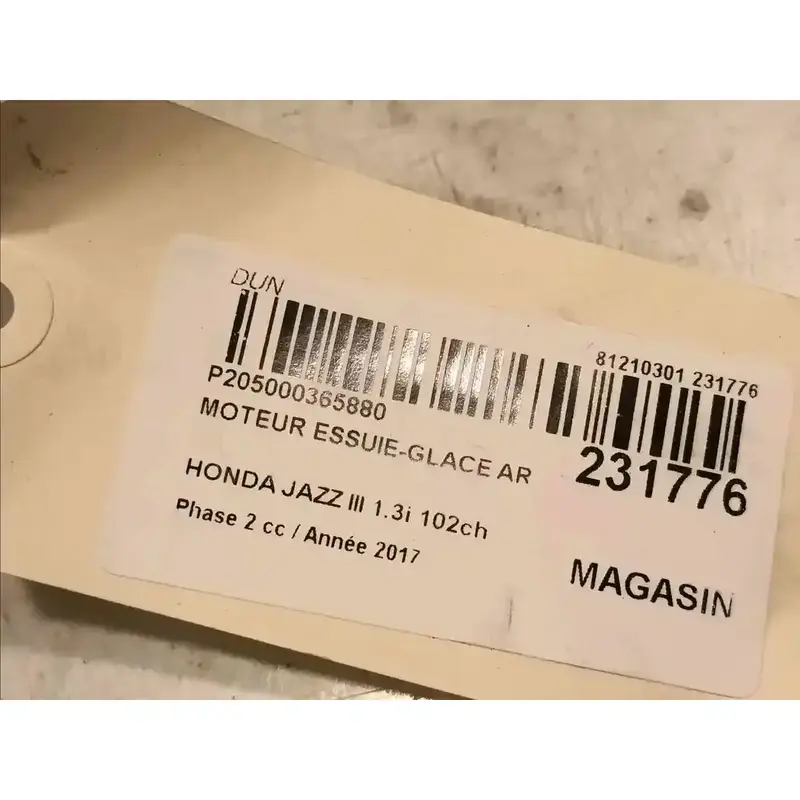 DUN
81210301 231776
P205000365880
MOTEUR ESSUIE-GLACE AR
231776
HONDA JAZZ III 1.3i 102ch
Phase 2 cc / Année 2017
MAGASIN